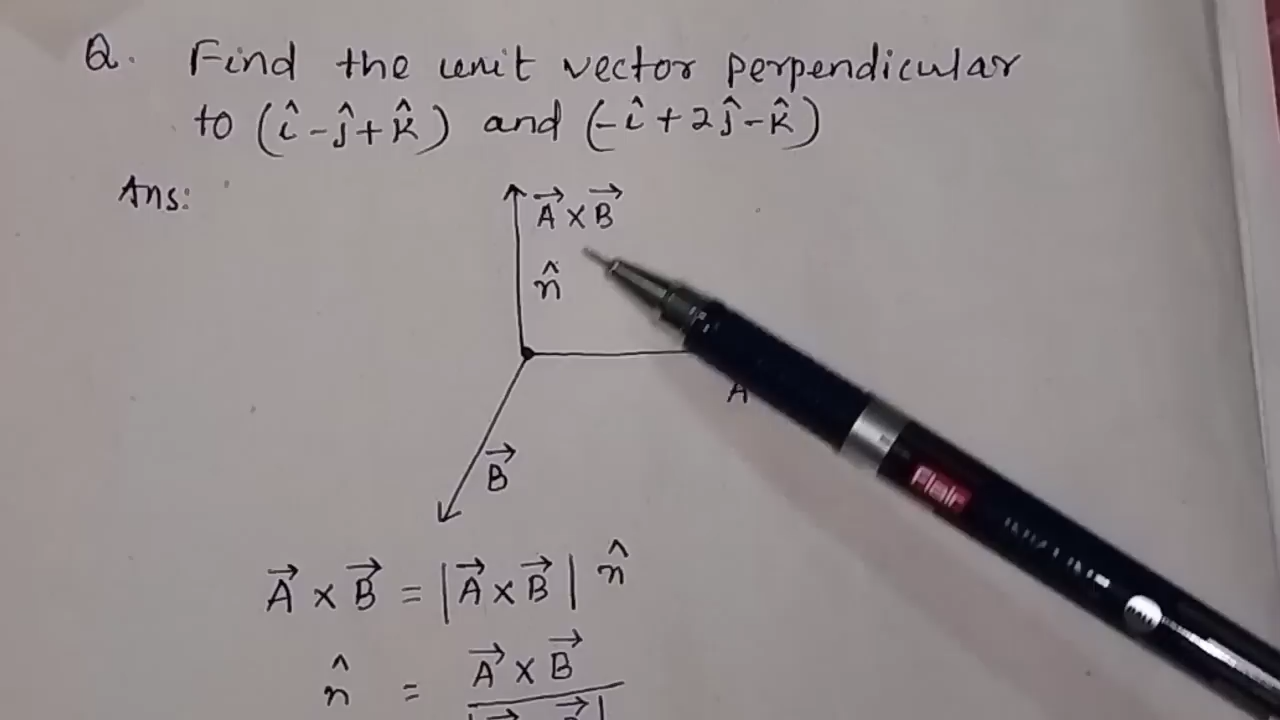 Q. Find the unit vector perpendicular
to (î - ĵ + k̂) and (-î + 2ĵ - k̂)
Ans:
A⃗ × B⃗
n̂
A
B⃗
Flair
A⃗ × B⃗ = |A⃗ × B⃗| n̂
n̂ = A⃗ × B⃗